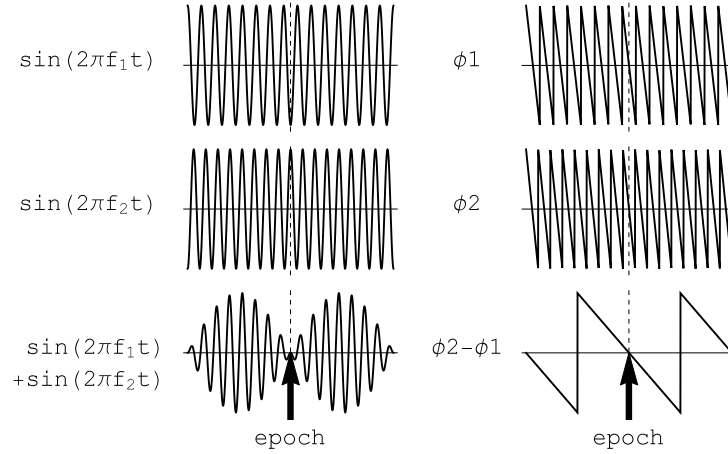 sin(2πf₁t)
ϕ1
sin(2πf₂t)
ϕ2
sin(2πf₁t)
+sin(2πf₂t)
ϕ2−ϕ1
epoch
epoch